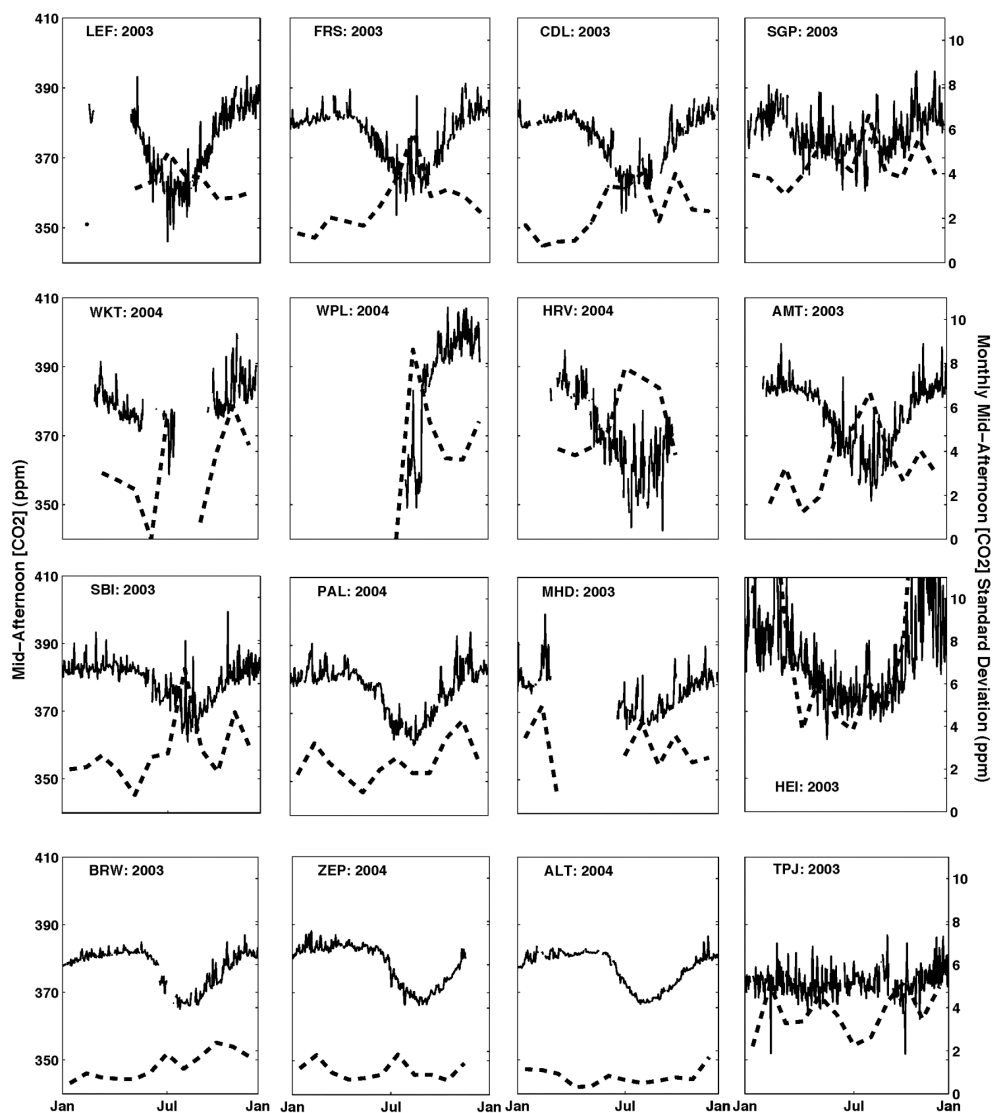 410
390
370
350
LEF: 2003
FRS: 2003
CDL: 2003
SGP: 2003
10
8
6
4
2
0
410
390
370
350
WKT: 2004
WPL: 2004
HRV: 2004
AMT: 2003
10
8
6
4
2
0
Mid-Afternoon [CO2] (ppm)
Monthly Mid-Afternoon [CO2] Standard Deviation (ppm)
410
390
370
350
SBI: 2003
PAL: 2004
MHD: 2003
HEI: 2003
10
8
6
4
2
0
410
390
370
350
BRW: 2003
ZEP: 2004
ALT: 2004
TPJ: 2003
10
8
6
4
2
0
Jan Jul Jan Jul Jan Jul Jan Jul Jan